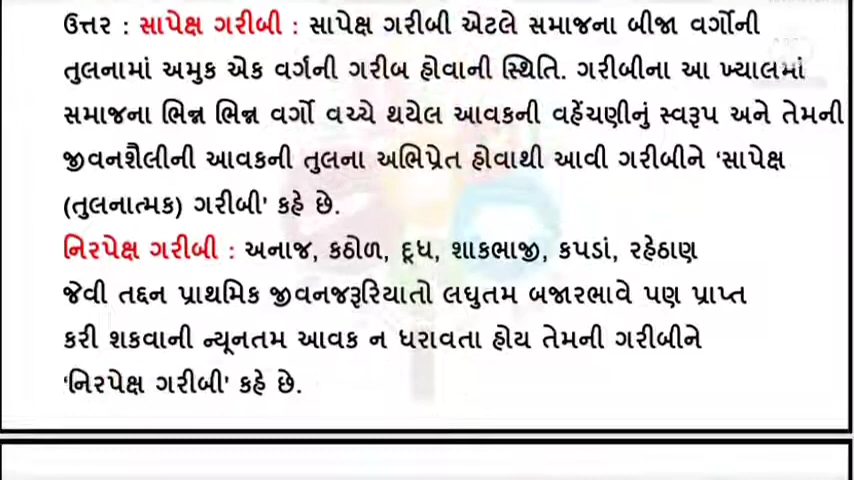 ઉત્તર : સાપેક્ષ ગરીબી : સાપેક્ષ ગરીબી એટલે સમાજના બીજા વર્ગોની
તુલનામાં અમુક એક વર્ગની ગરીબ હોવાની સ્થિતિ. ગરીબીના આ ખ્યાલમાં
સમાજના ભિન્ન ભિન્ન વર્ગો વચ્ચે થયેલ આવકની વહેંચણીનું સ્વરૂપ અને તેમની
જીવનશૈલીની આવકની તુલના અભિપ્રેત હોવાથી આવી ગરીબીને ‘સાપેક્ષ
(તુલનાત્મક) ગરીબી' કહે છે.
નિરપેક્ષ ગરીબી : અનાજ, કઠોળ, દૂધ, શાકભાજી, કપડાં, રહેઠાણ
જેવી તદ્દન પ્રાથમિક જીવનજરૂરિયાતો લઘુતમ બજારભાવે પણ પ્રાપ્ત
કરી શકવાની ન્યૂનતમ આવક ન ધરાવતા હોય તેમની ગરીબીને
‘નિરપેક્ષ ગરીબી' કહે છે.